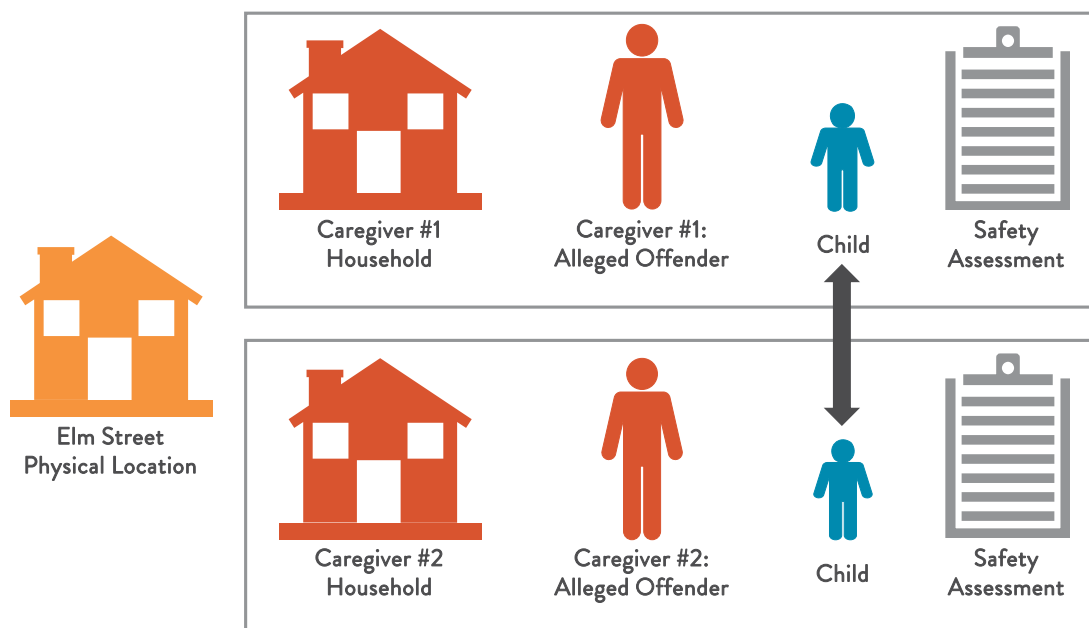 Caregiver #1
Household
Caregiver #1:
Alleged Offender
Child
Safety
Assessment
Elm Street
Physical Location
Caregiver #2
Household
Caregiver #2:
Alleged Offender
Child
Safety
Assessment